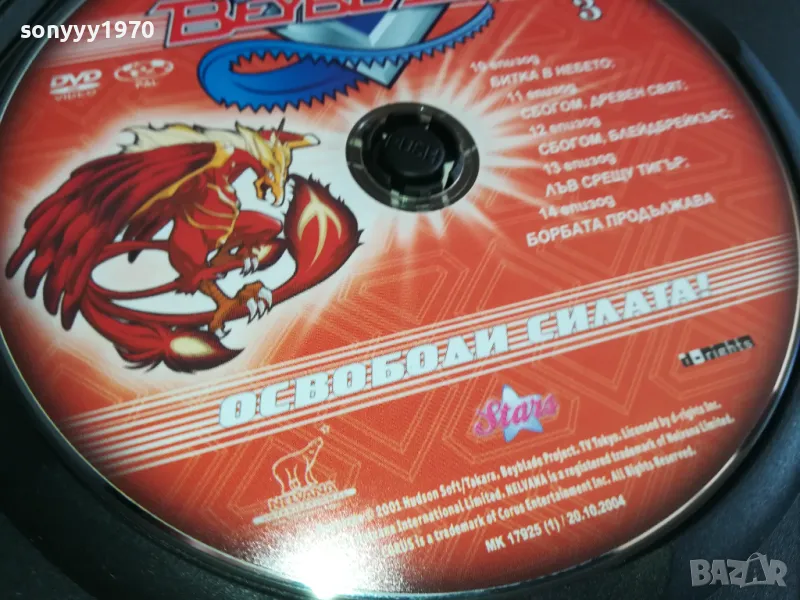 sonyyy1970
3
DVD
VIDEO
PAL
10 епизод
БИТКА В НЕБЕТО;
11 епизод
СБОГОМ, ДРЕВЕН СВЯТ;
12 епизод
СБОГОМ, БЛЕЙДБРЕЙКЪРС;
13 епизод
ЛЪВ СРЕЩУ ТИГЪР;
14 епизод
БОРБАТА ПРОДЪЛЖАВА
PUSH
ОСВОБОДИ СИЛАТА!
d-rights
Stars
NELVANA
2001 Hudson Soft/Takara, Beyblade Project, TV Tokyo. Licensed by d-rights Inc.
International Limited. NELVANA is a registered trademark of Nelvana Limited.
is a trademark of Corus Entertainment Inc. All Rights Reserved.
MK 17925 (1) | 20.10.2004
BAZAR